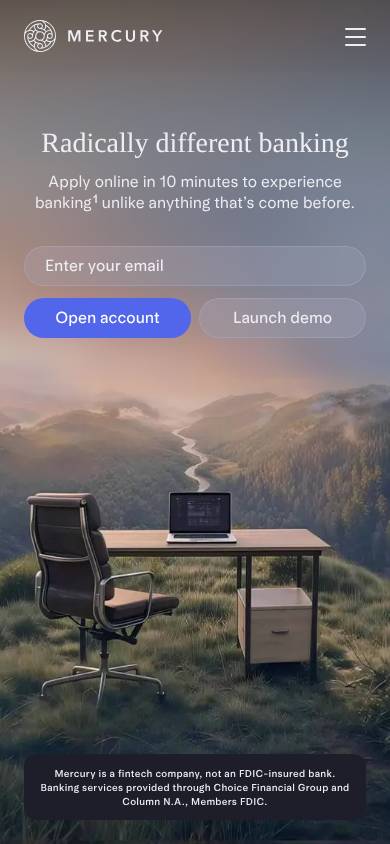 MERCURY
Radically different banking
Apply online in 10 minutes to experience
banking¹ unlike anything that's come before.
Enter your email
Open account
Launch demo
Mercury is a fintech company, not an FDIC-insured bank.
Banking services provided through Choice Financial Group and
Column N.A., Members FDIC.